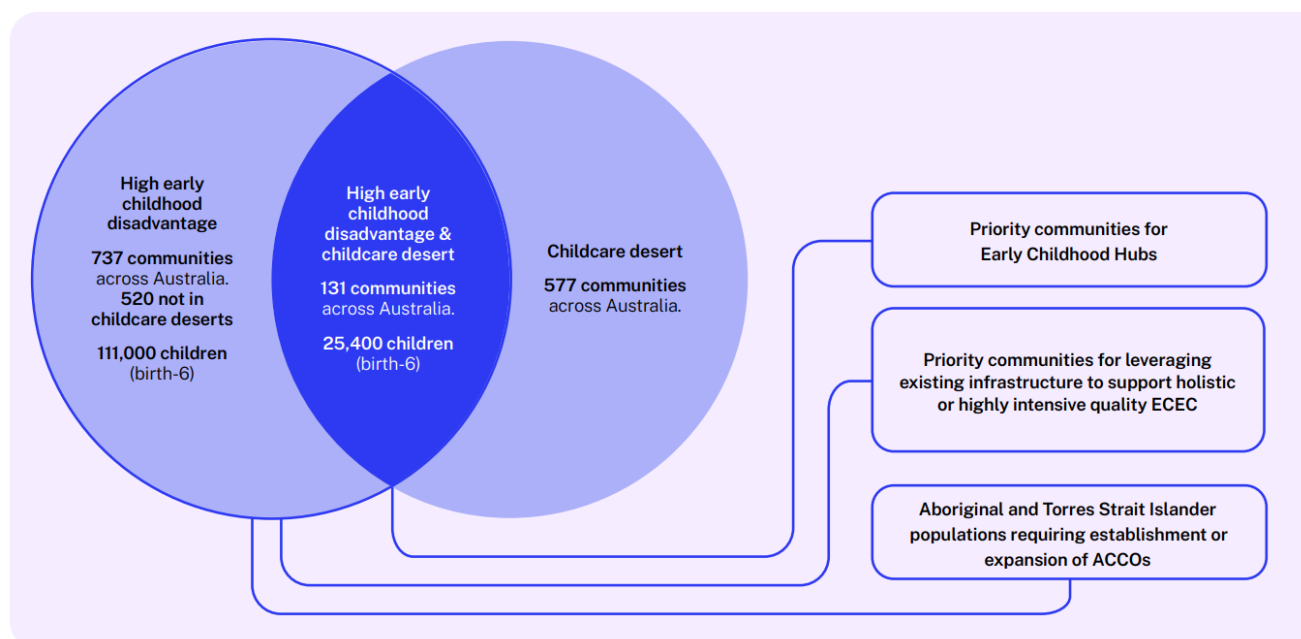 High early
childhood
disadvantage
737 communities
across Australia.
520 not in
childcare deserts
111,000 children
(birth-6)
High early
childhood
disadvantage &
childcare desert
131 communities
across Australia.
25,400 children
(birth-6)
Childcare desert
577 communities
across Australia.
Priority communities for
Early Childhood Hubs
Priority communities for leveraging
existing infrastructure to support holistic
or highly intensive quality ECEC
Aboriginal and Torres Strait Islander
populations requiring establishment or
expansion of ACCOs